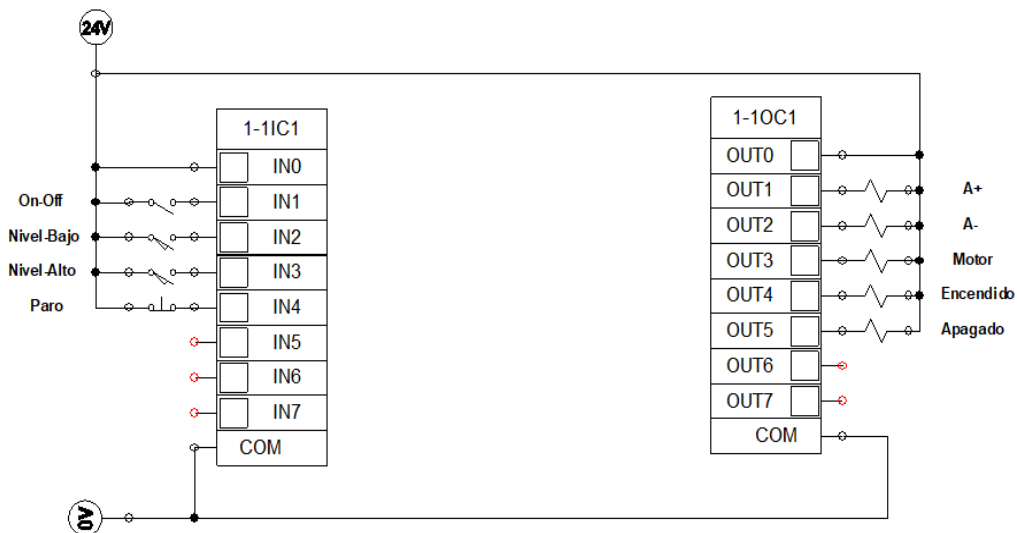 24V
1-1IC1
IN0
On-Off
IN1
Nivel-Bajo
IN2
Nivel-Alto
IN3
Paro
IN4
IN5
IN6
IN7
COM
0V
1-1OC1
OUT0
OUT1
A+
OUT2
A-
OUT3
Motor
OUT4
Encendido
OUT5
Apagado
OUT6
OUT7
COM